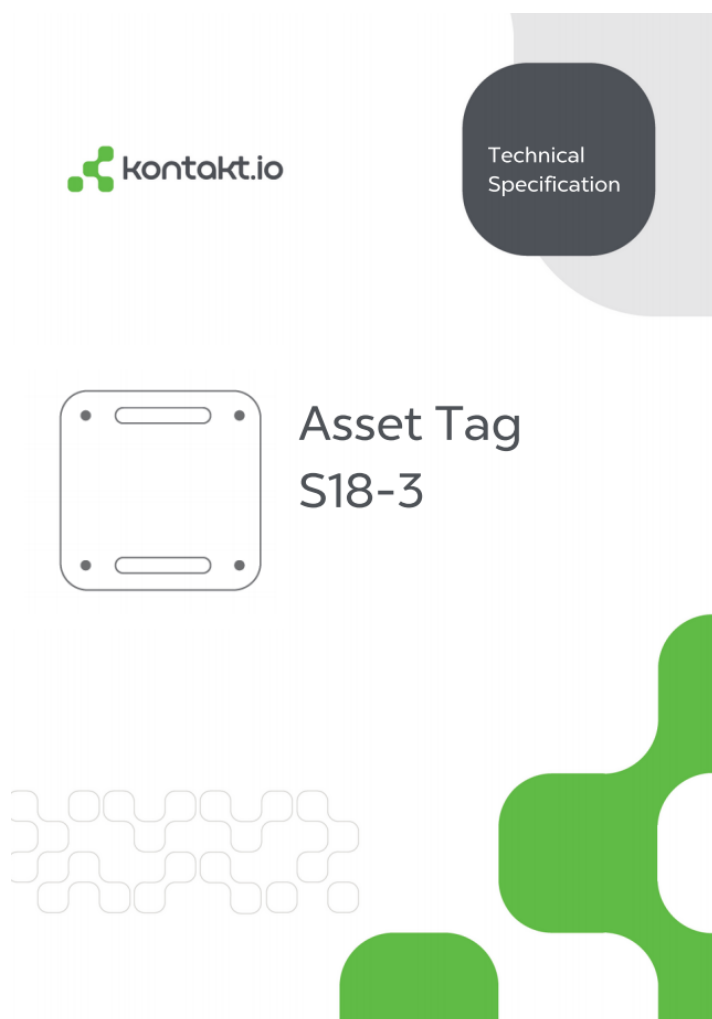 kontakt.io
Technical
Specification
Asset Tag
S18-3